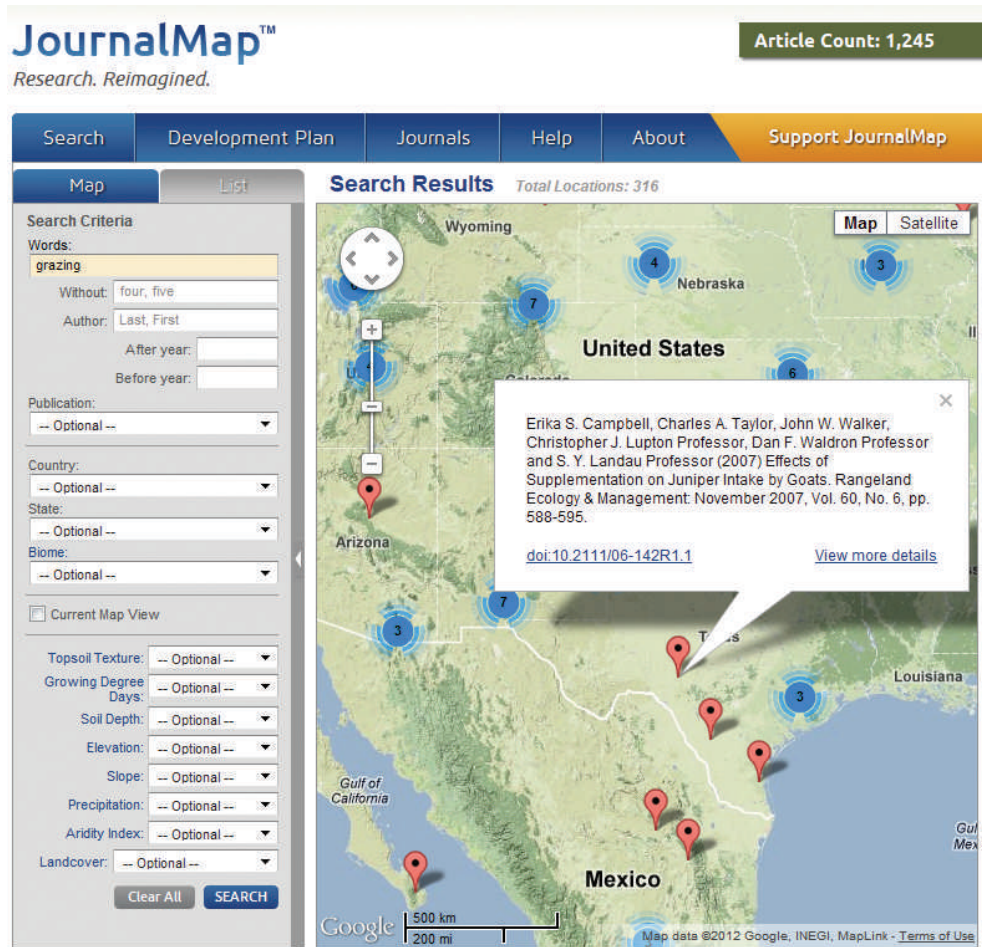 JournalMap™
Research. Reimagined.
Article Count: 1,245
Search
Development Plan
Journals
Help
About
Support JournalMap
Map
List
Search Results
Total Locations: 316
Search Criteria
Words:
grazing
Without: four, five
Author: Last, First
After year:
Before year:
Publication:
-- Optional --
Country:
-- Optional --
State:
-- Optional --
Biome:
-- Optional --
Current Map View
Topsoil Texture: -- Optional --
Growing Degree
Days: -- Optional --
Soil Depth: -- Optional --
Elevation: -- Optional --
Slope: -- Optional --
Precipitation: -- Optional --
Aridity Index: -- Optional --
Landcover: -- Optional --
Clear All
SEARCH
Map
Satellite
Wyoming
4
3
Nebraska
7
United States
6
Colorado
Erika S. Campbell, Charles A. Taylor, John W. Walker,
Christopher J. Lupton Professor, Dan F. Waldron Professor
and S. Y. Landau Professor (2007) Effects of
Supplementation on Juniper Intake by Goats. Rangeland
Ecology & Management: November 2007, Vol. 60, No. 6, pp.
588-595.
doi:10.2111/06-142R1.1
View more details
Arizona
7
3
Louisiana
3
Gulf of
California
Mexico
Google
500 km
200 mi
Map data ©2012 Google, INEGI, MapLink - Terms of Use